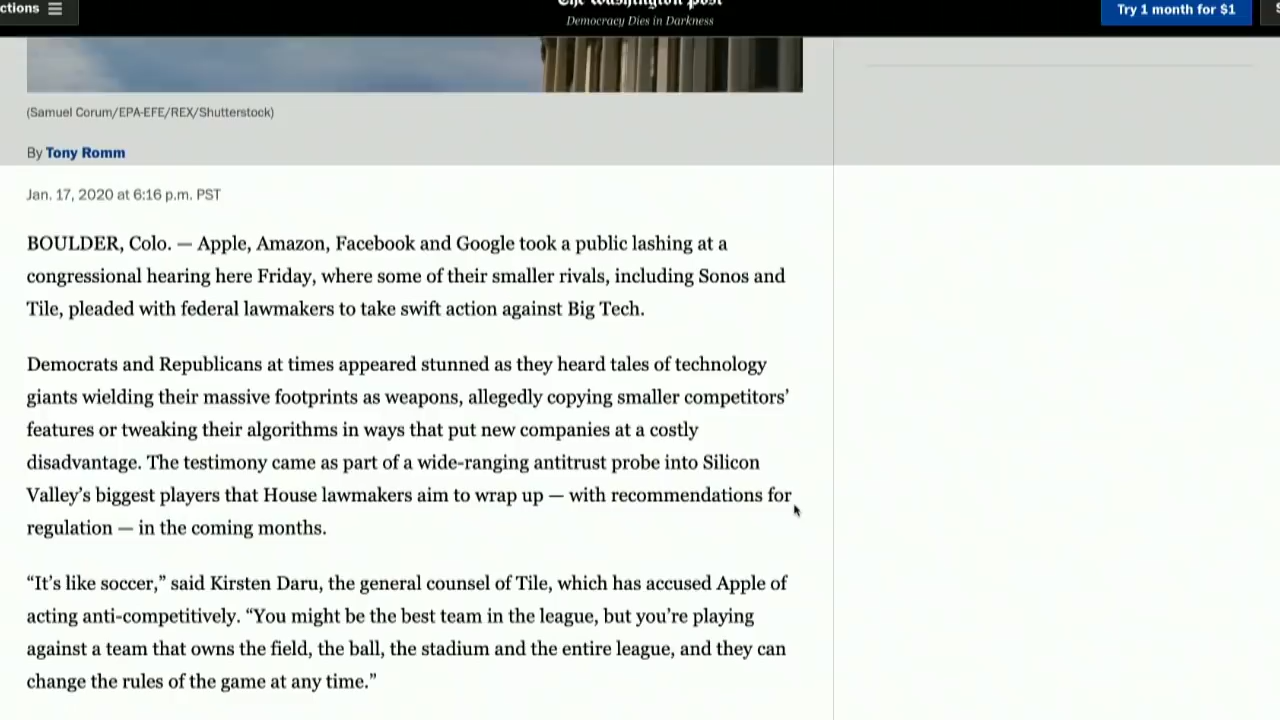 ctions
The Washington Post
Democracy Dies in Darkness
Try 1 month for $1
(Samuel Corum/EPA-EFE/REX/Shutterstock)
By Tony Romm
Jan. 17, 2020 at 6:16 p.m. PST
BOULDER, Colo. — Apple, Amazon, Facebook and Google took a public lashing at a
congressional hearing here Friday, where some of their smaller rivals, including Sonos and
Tile, pleaded with federal lawmakers to take swift action against Big Tech.
Democrats and Republicans at times appeared stunned as they heard tales of technology
giants wielding their massive footprints as weapons, allegedly copying smaller competitors’
features or tweaking their algorithms in ways that put new companies at a costly
disadvantage. The testimony came as part of a wide-ranging antitrust probe into Silicon
Valley’s biggest players that House lawmakers aim to wrap up — with recommendations for
regulation — in the coming months.
“It’s like soccer,” said Kirsten Daru, the general counsel of Tile, which has accused Apple of
acting anti-competitively. “You might be the best team in the league, but you’re playing
against a team that owns the field, the ball, the stadium and the entire league, and they can
change the rules of the game at any time.”